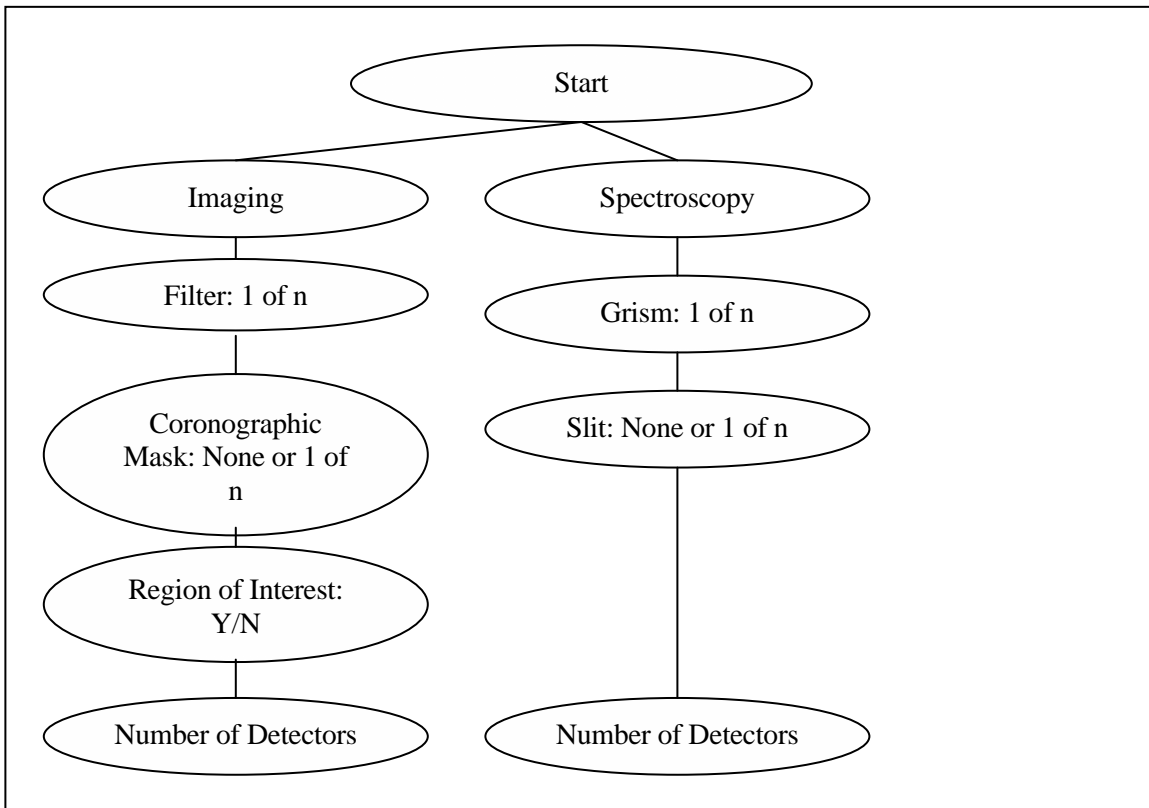 Start
Imaging
Spectroscopy
Filter: 1 of n
Grism: 1 of n
Coronographic
Mask: None or 1 of
n
Slit: None or 1 of n
Region of Interest:
Y/N
Number of Detectors
Number of Detectors